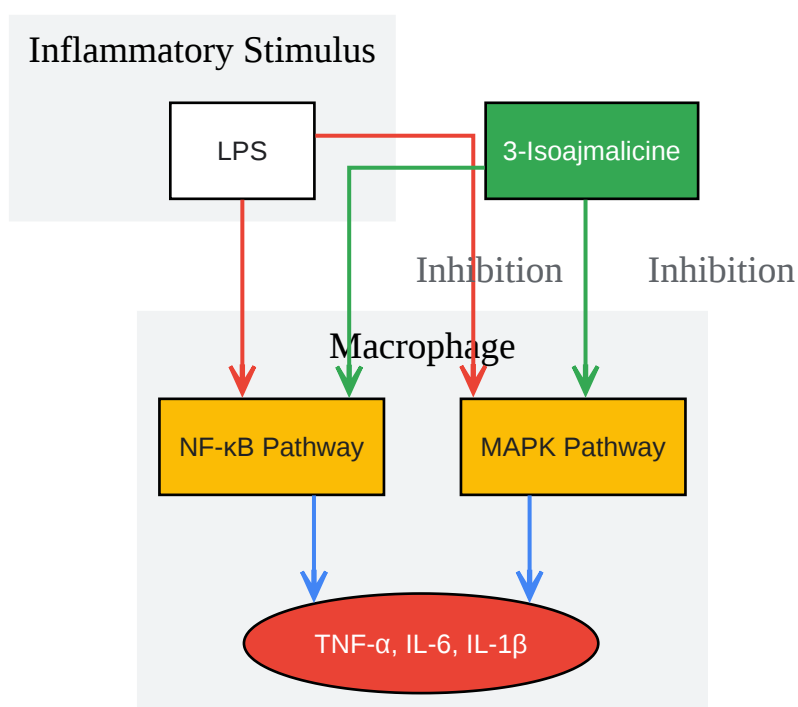 Inflammatory Stimulus
LPS
3-Isoajmalicine
Inhibition
Inhibition
Macrophage
NF-κB Pathway
MAPK Pathway
TNF-α, IL-6, IL-1β